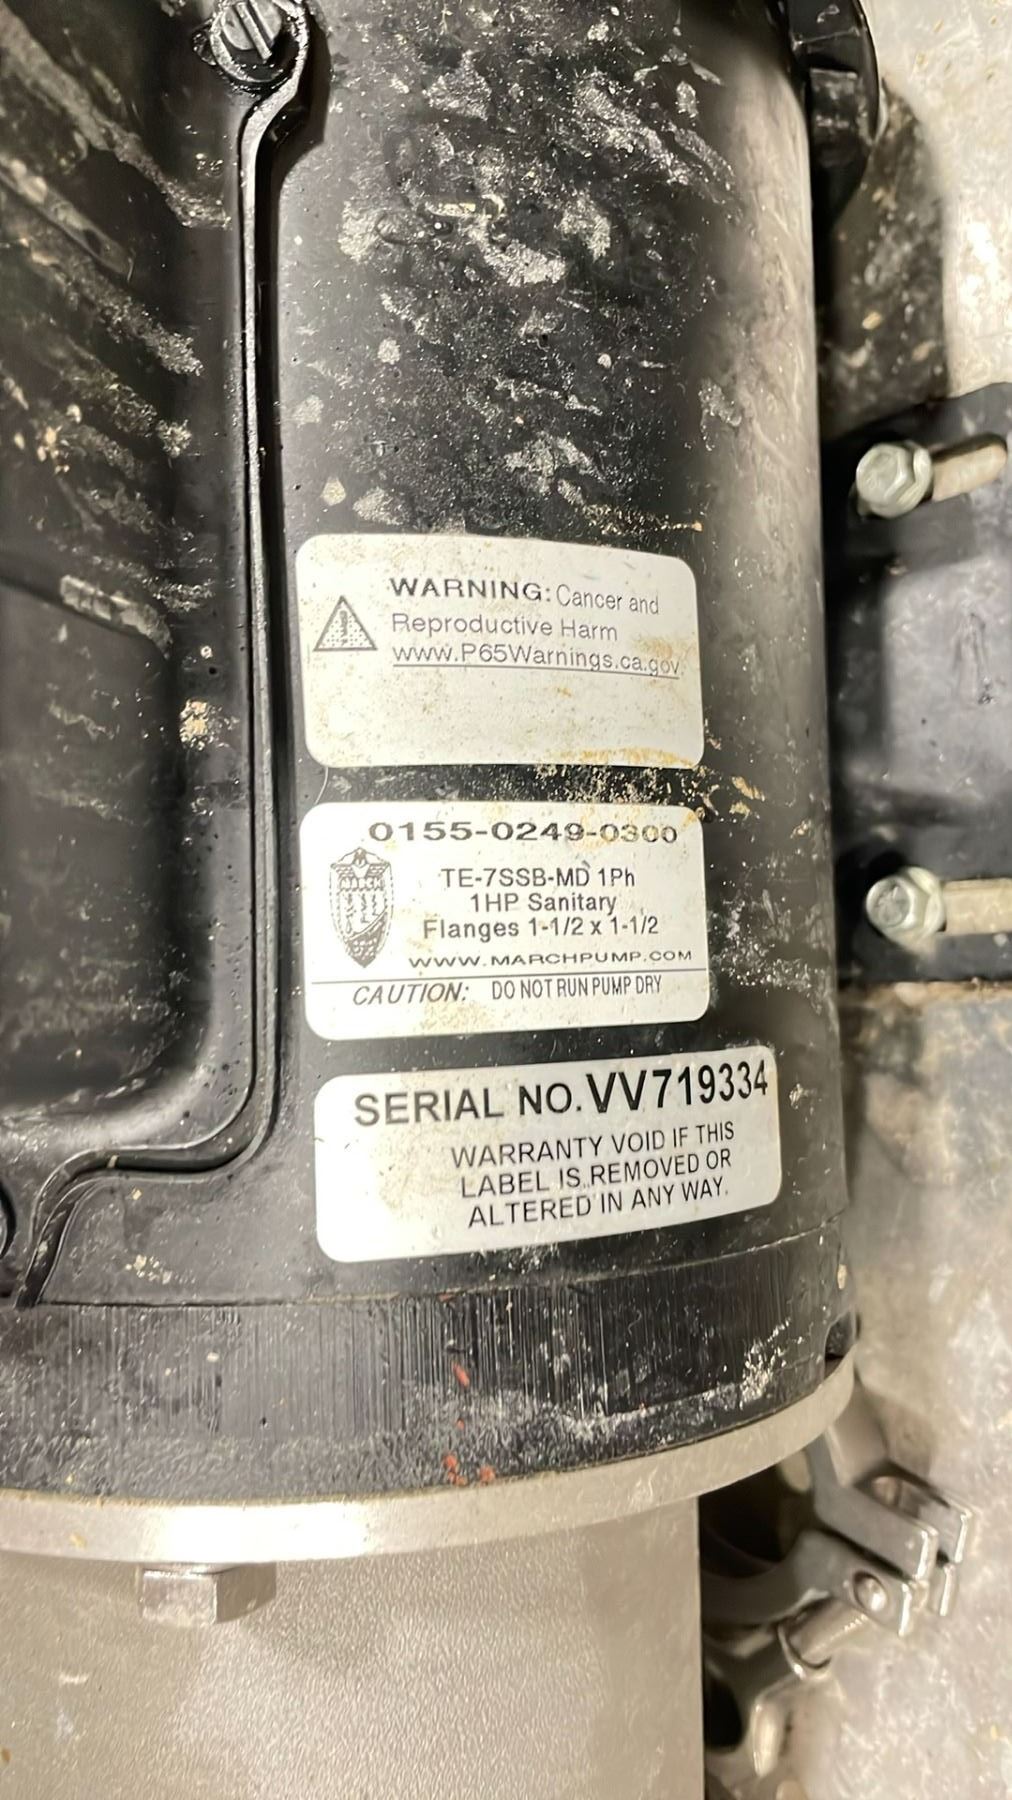 WARNING: Cancer and
Reproductive Harm
www.P65Warnings.ca.gov
0155-0249-0300
MARCH
TE-7SSB-MD 1Ph
1HP Sanitary
Flanges 1-1/2 x 1-1/2
WWW.MARCHPUMP.COM
CAUTION: DO NOT RUN PUMP DRY
SERIAL NO. VV719334
WARRANTY VOID IF THIS
LABEL IS REMOVED OR
ALTERED IN ANY WAY.